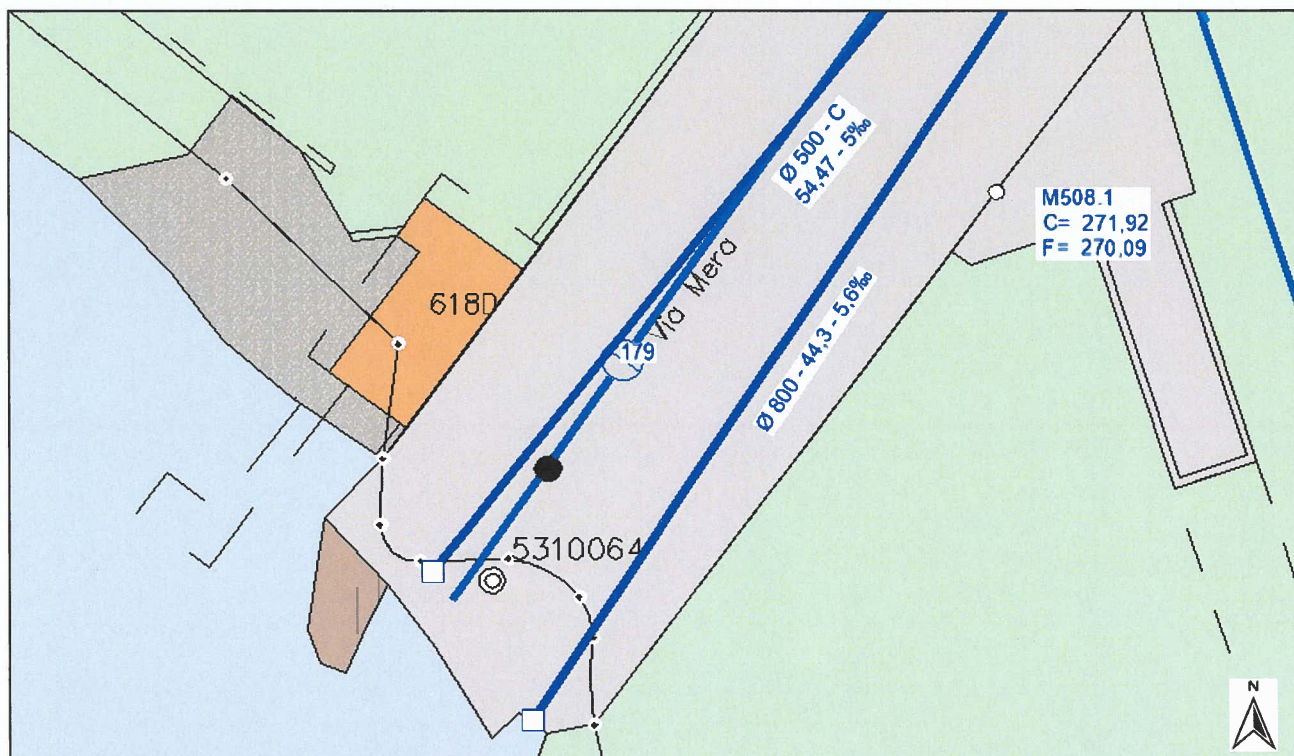 Ø 500 - C
54,47 - 5‰
M508.1
C= 271,92
F= 270,09
Via Mera
618D
Ø 800 - 44,3 - 5,6‰
179
5310064
N